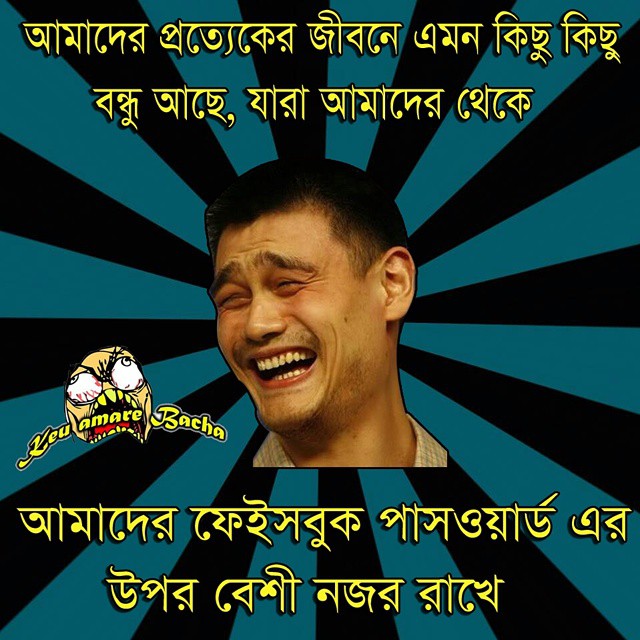 আমাদের প্রত্যেকের জীবনে এমন কিছু কিছু
বন্ধু আছে, যারা আমাদের থেকে
Keu amare Bacha
আমাদের ফেইসবুক পাসওয়ার্ড এর
উপর বেশী নজর রাখে